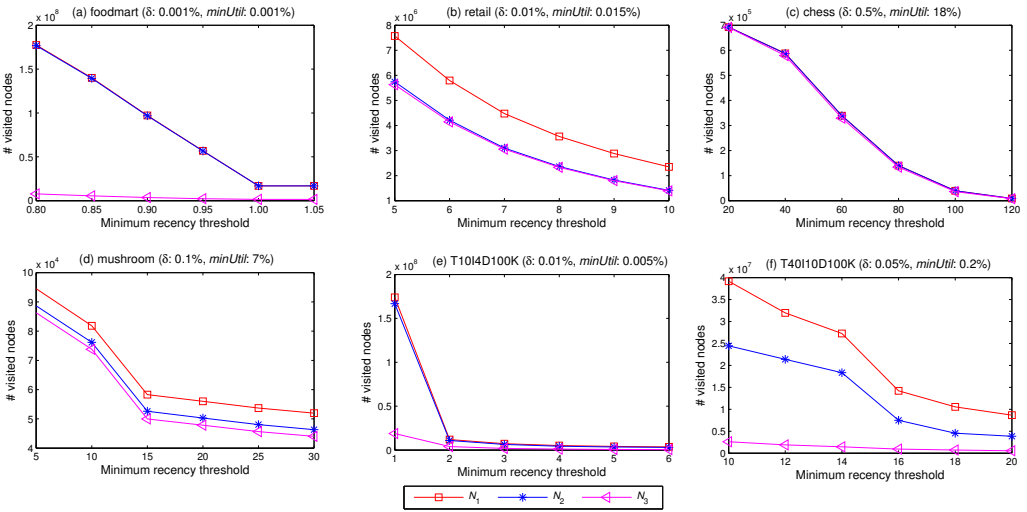 (a) foodmart (δ: 0.001%, minUtil: 0.001%)
x 10^8
2
1.5
1
0.5
0
# visited nodes
0.80 0.85 0.90 0.95 1.00 1.05
Minimum recency threshold
(b) retail (δ: 0.01%, minUtil: 0.015%)
x 10^6
8
7
6
5
4
3
2
1
# visited nodes
5 6 7 8 9 10
Minimum recency threshold
(c) chess (δ: 0.5%, minUtil: 18%)
x 10^5
7
6
5
4
3
2
1
0
# visited nodes
20 40 60 80 100 120
Minimum recency threshold
(d) mushroom (δ: 0.1%, minUtil: 7%)
x 10^4
10
9
8
7
6
5
4
# visited nodes
5 10 15 20 25 30
Minimum recency threshold
(e) T10I4D100K (δ: 0.01%, minUtil: 0.005%)
x 10^8
2
1.5
1
0.5
0
# visited nodes
1 2 3 4 5 6
Minimum recency threshold
(f) T40I10D100K (δ: 0.05%, minUtil: 0.2%)
x 10^7
4
3.5
3
2.5
2
1.5
1
0.5
0
# visited nodes
10 12 14 16 18 20
Minimum recency threshold
N1 N2 N3